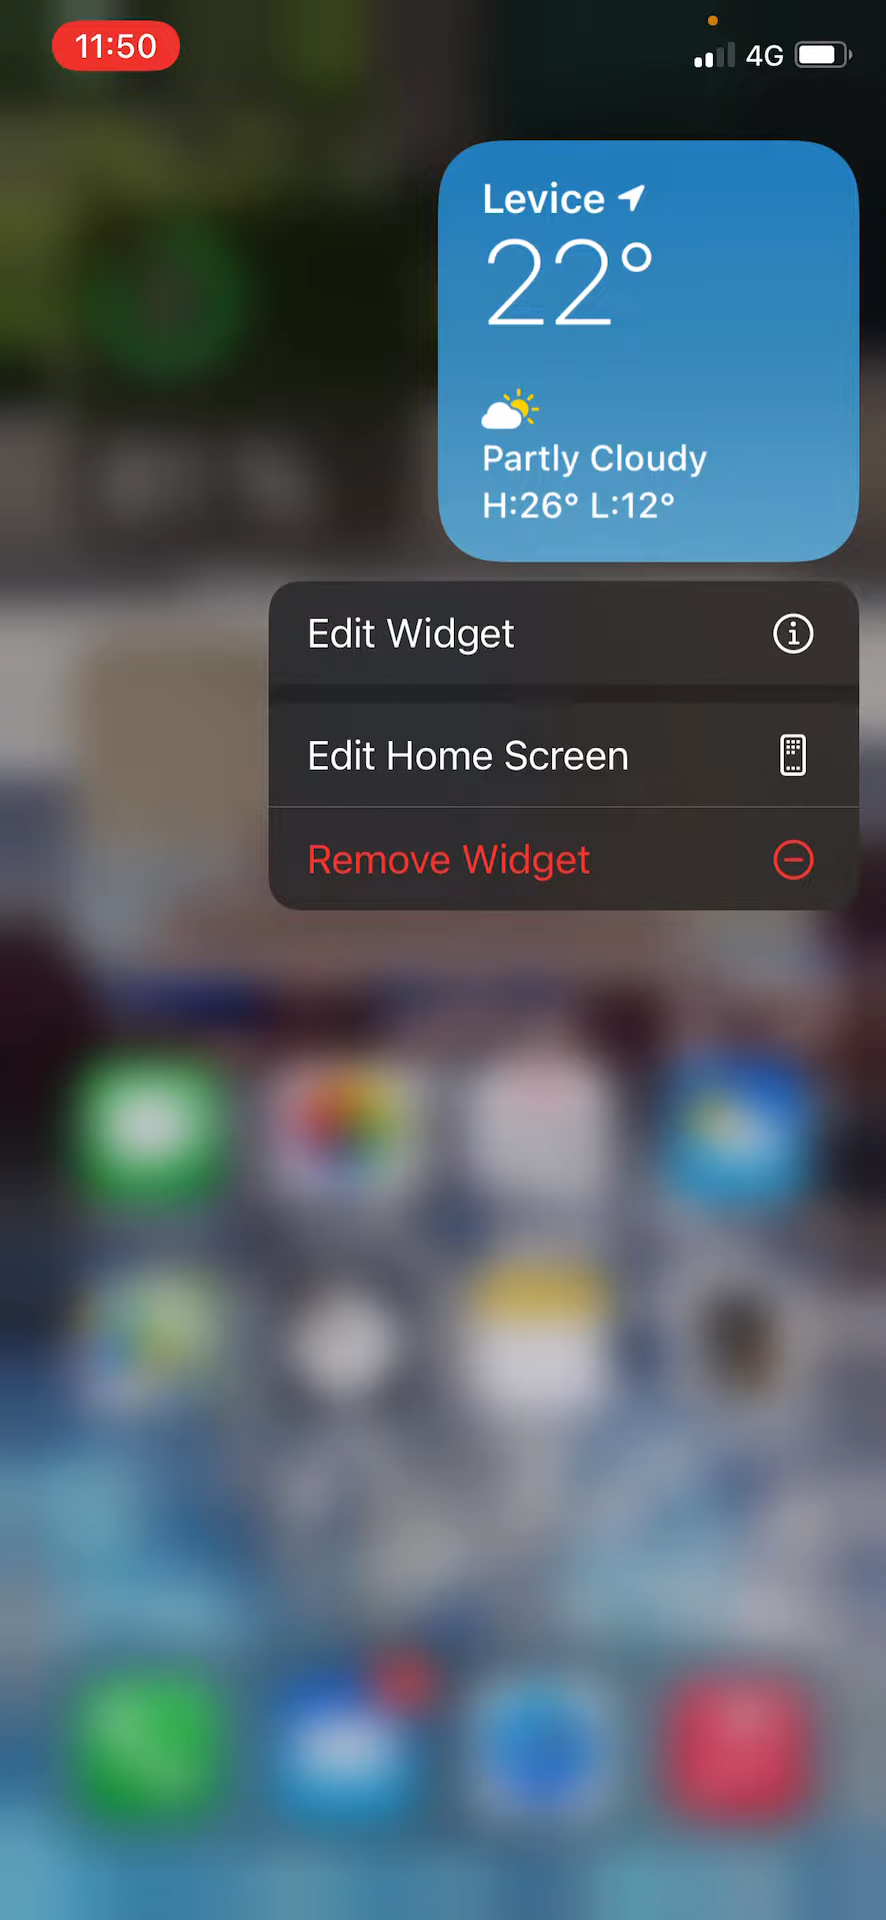 11:50
4G
Levice
22°
Partly Cloudy
H:26° L:12°
Edit Widget
Edit Home Screen
Remove Widget